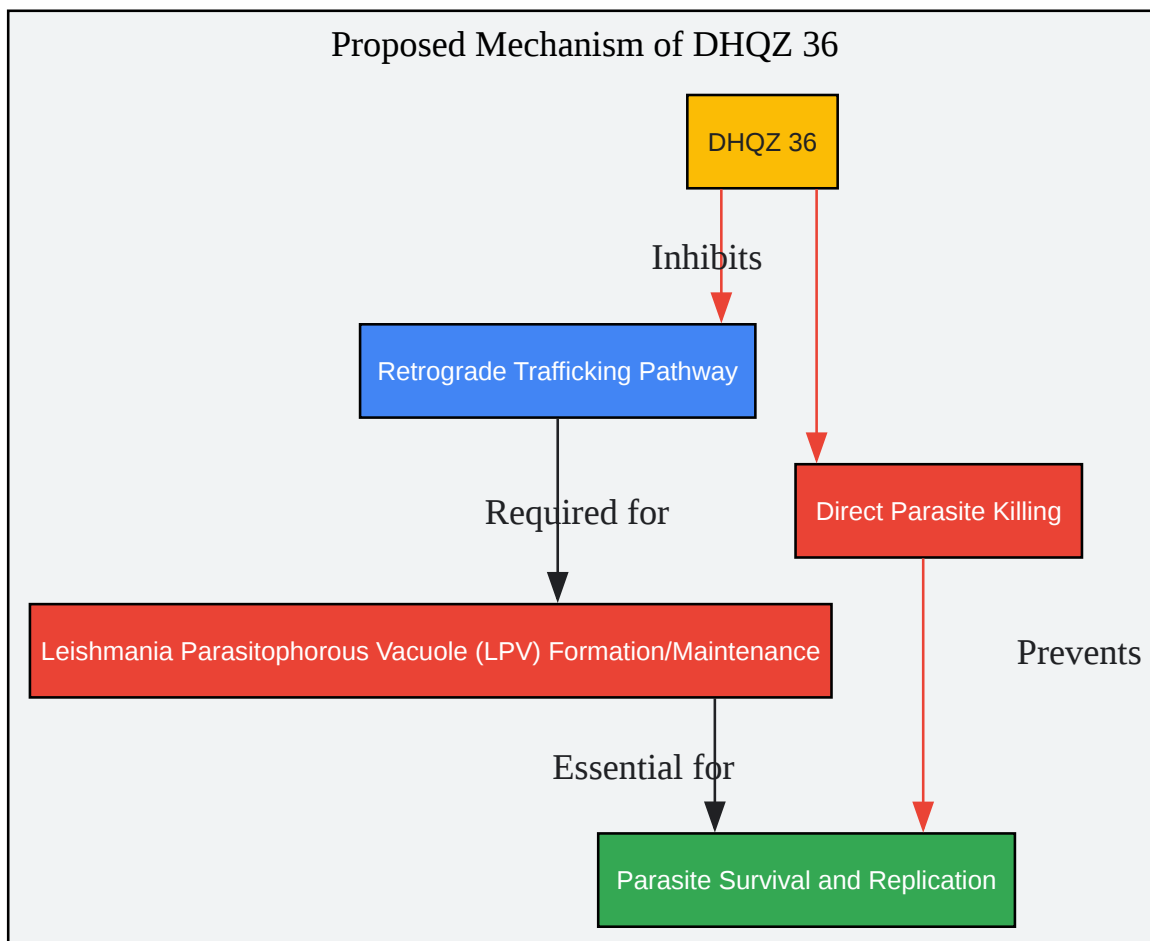 Proposed Mechanism of DHQZ 36
DHQZ 36
Inhibits
Retrograde Trafficking Pathway
Required for
Direct Parasite Killing
Leishmania Parasitophorous Vacuole (LPV) Formation/Maintenance
Prevents
Essential for
Parasite Survival and Replication